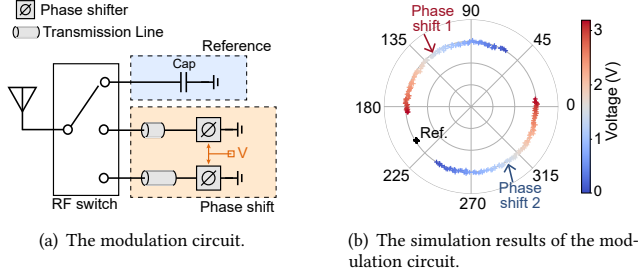 Phase shifter
Transmission Line
Reference
Cap
V
RF switch
Phase shift
(a) The modulation circuit.
90
135
45
180
0
225
315
270
Phase
shift 1
Ref.
Phase
shift 2
3
2
1
0
Voltage (V)
(b) The simulation results of the mod-
ulation circuit.